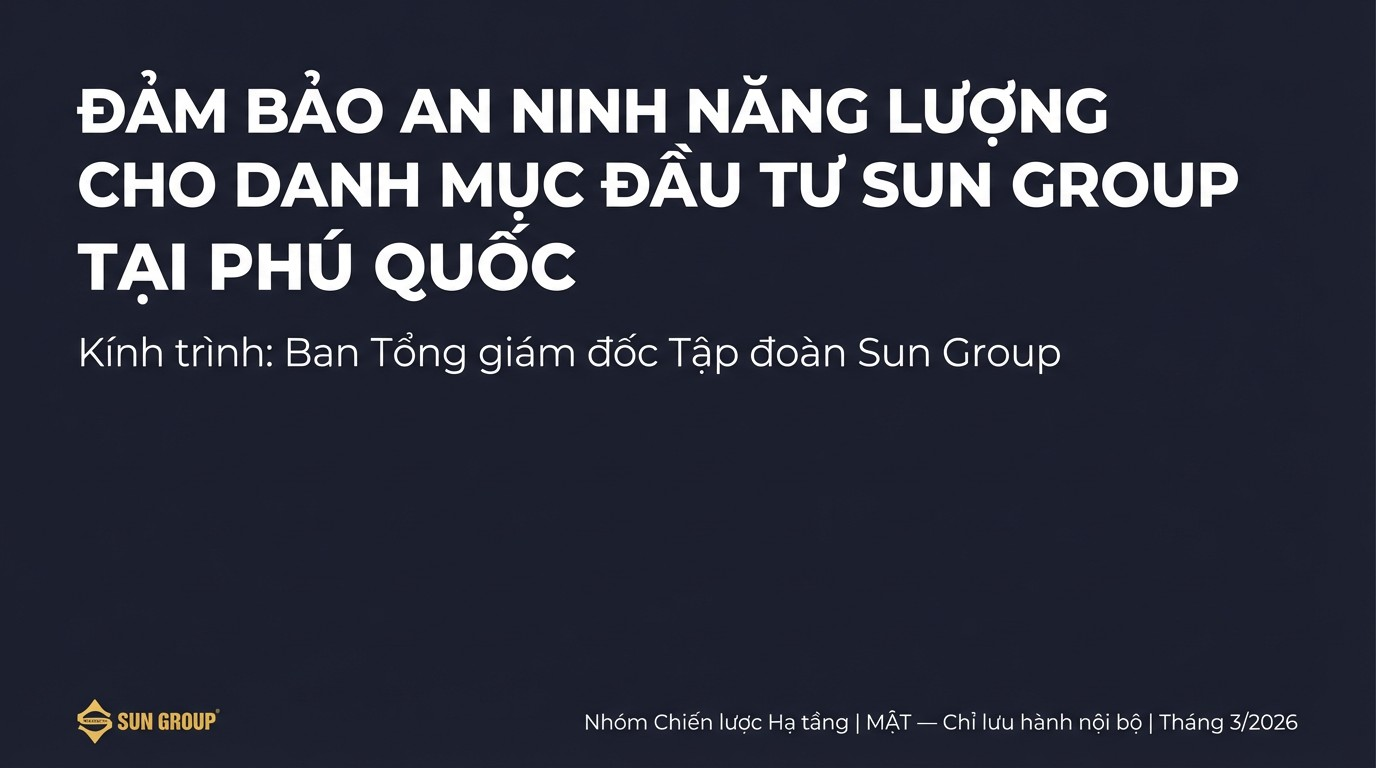 ĐẢM BẢO AN NINH NĂNG LƯỢNG
CHO DANH MỤC ĐẦU TƯ SUN GROUP
TẠI PHÚ QUỐC
Kính trình: Ban Tổng giám đốc Tập đoàn Sun Group
SUN GROUP®
Nhóm Chiến lược Hạ tầng | MẬT — Chỉ lưu hành nội bộ | Tháng 3/2026